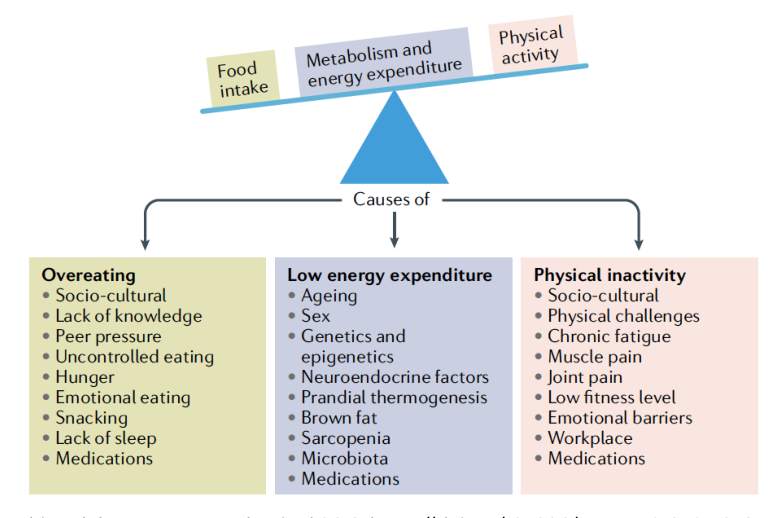 Food
intake
Metabolism and
energy expenditure
Physical
activity
Causes of
Overeating
• Socio-cultural
• Lack of knowledge
• Peer pressure
• Uncontrolled eating
• Hunger
• Emotional eating
• Snacking
• Lack of sleep
• Medications
Low energy expenditure
• Ageing
• Sex
• Genetics and
epigenetics
• Neuroendocrine factors
• Prandial thermogenesis
• Brown fat
• Sarcopenia
• Microbiota
• Medications
Physical inactivity
• Socio-cultural
• Physical challenges
• Chronic fatigue
• Muscle pain
• Joint pain
• Low fitness level
• Emotional barriers
• Workplace
• Medications